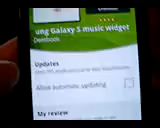 ung Galaxy S music widget
Dembook
Updates
Allow automatic updating
My review